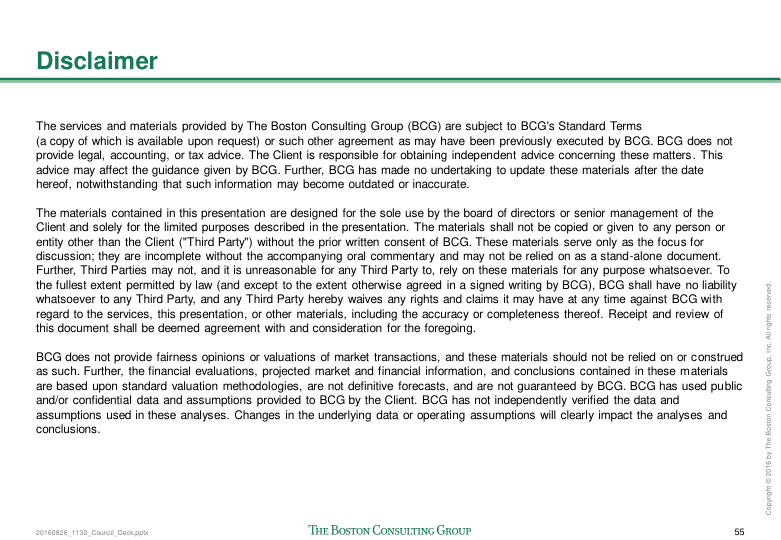 Disclaimer
The services and materials provided by The Boston Consulting Group (BCG) are subject to BCG's Standard Terms
(a copy of which is available upon request) or such other agreement as may have been previously executed by BCG. BCG does not
provide legal, accounting, or tax advice. The Client is responsible for obtaining independent advice concerning these matters. This
advice may affect the guidance given by BCG. Further, BCG has made no undertaking to update these materials after the date
hereof, notwithstanding that such information may become outdated or inaccurate.
The materials contained in this presentation are designed for the sole use by the board of directors or senior management of the
Client and solely for the limited purposes described in the presentation. The materials shall not be copied or given to any person or
entity other than the Client ("Third Party") without the prior written consent of BCG. These materials serve only as the focus for
discussion; they are incomplete without the accompanying oral commentary and may not be relied on as a stand-alone document.
Further, Third Parties may not, and it is unreasonable for any Third Party to, rely on these materials for any purpose whatsoever. To
the fullest extent permitted by law (and except to the extent otherwise agreed in a signed writing by BCG), BCG shall have no liability
whatsoever to any Third Party, and any Third Party hereby waives any rights and claims it may have at any time against BCG with
regard to the services, this presentation, or other materials, including the accuracy or completeness thereof. Receipt and review of
this document shall be deemed agreement with and consideration for the foregoing.
BCG does not provide fairness opinions or valuations of market transactions, and these materials should not be relied on or construed
as such. Further, the financial evaluations, projected market and financial information, and conclusions contained in these materials
are based upon standard valuation methodologies, are not definitive forecasts, and are not guaranteed by BCG. BCG has used public
and/or confidential data and assumptions provided to BCG by the Client. BCG has not independently verified the data and
assumptions used in these analyses. Changes in the underlying data or operating assumptions will clearly impact the analyses and
conclusions.
Copyright © 2016 by The Boston Consulting Group, Inc. All rights reserved.
20160826_1130_Council_Deck.pptx
THE BOSTON CONSULTING GROUP
55